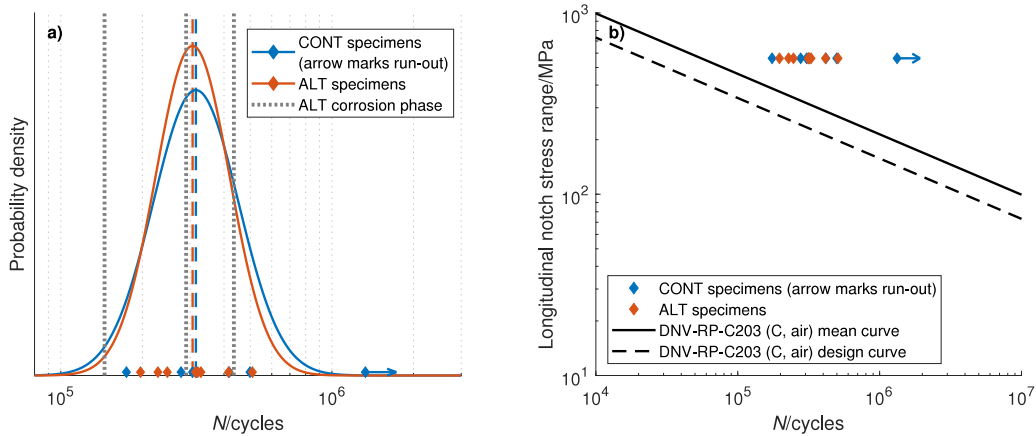 a)
CONT specimens
(arrow marks run-out)
ALT specimens
ALT corrosion phase
Probability density
10^5
10^6
N/cycles
b)
10^3
10^2
10^1
Longitudinal notch stress range/MPa
CONT specimens (arrow marks run-out)
ALT specimens
DNV-RP-C203 (C, air) mean curve
DNV-RP-C203 (C, air) design curve
10^4
10^5
10^6
10^7
N/cycles